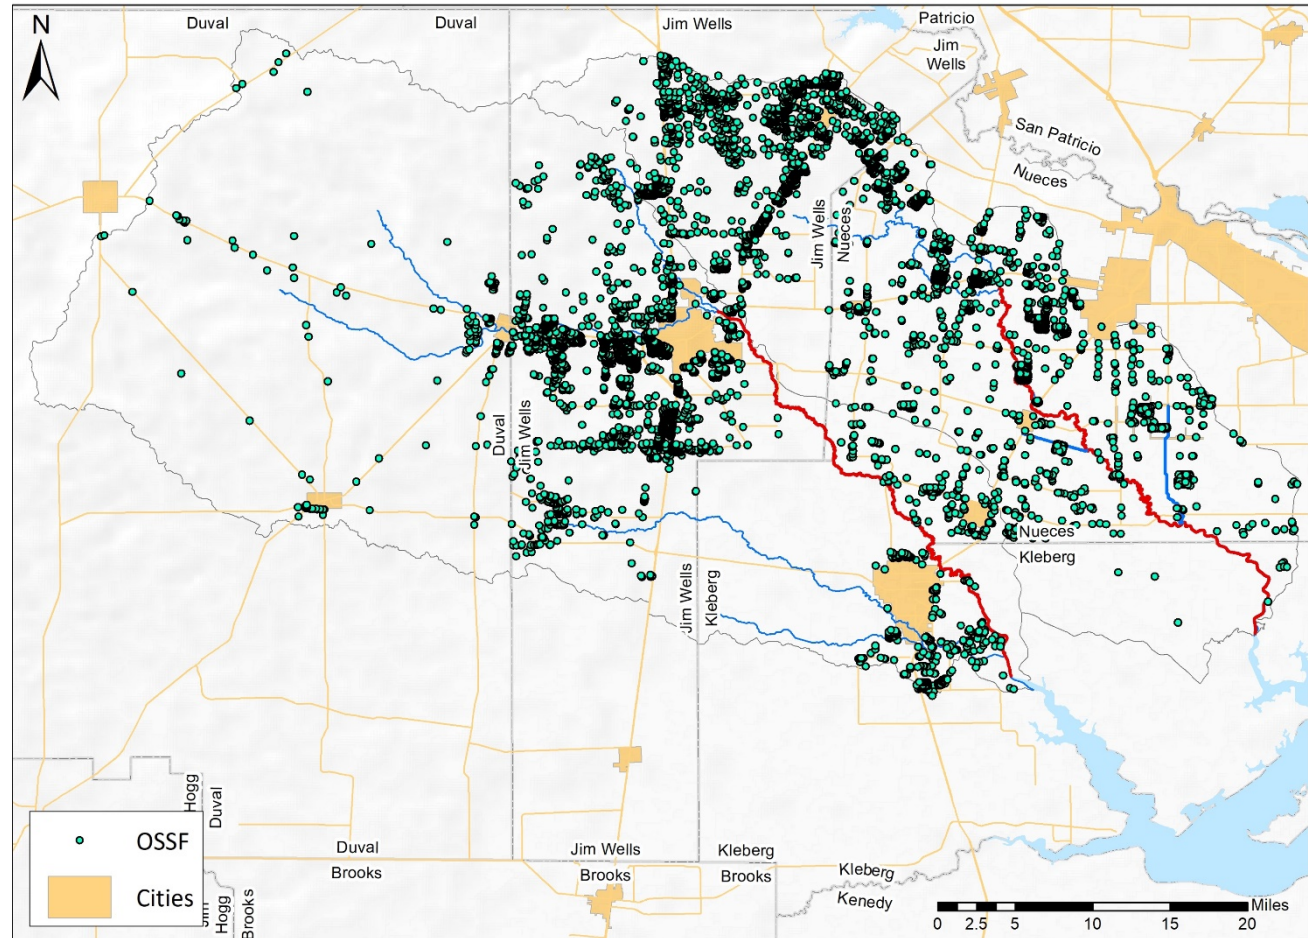 N
Duval
Duval
Jim Wells
Patricio
Jim
Wells
San Patricio
Nueces
Jim Wells
Nueces
Duval
Jim Wells
Nueces
Kleberg
Jim Wells
Kleberg
Hogg
Duval
OSSF
Cities
Duval
Brooks
Jim Wells
Brooks
Kleberg
Brooks
Kleberg
Kenedy
Jim
Hogg
Brooks
0 2.5 5 10 15 20
Miles